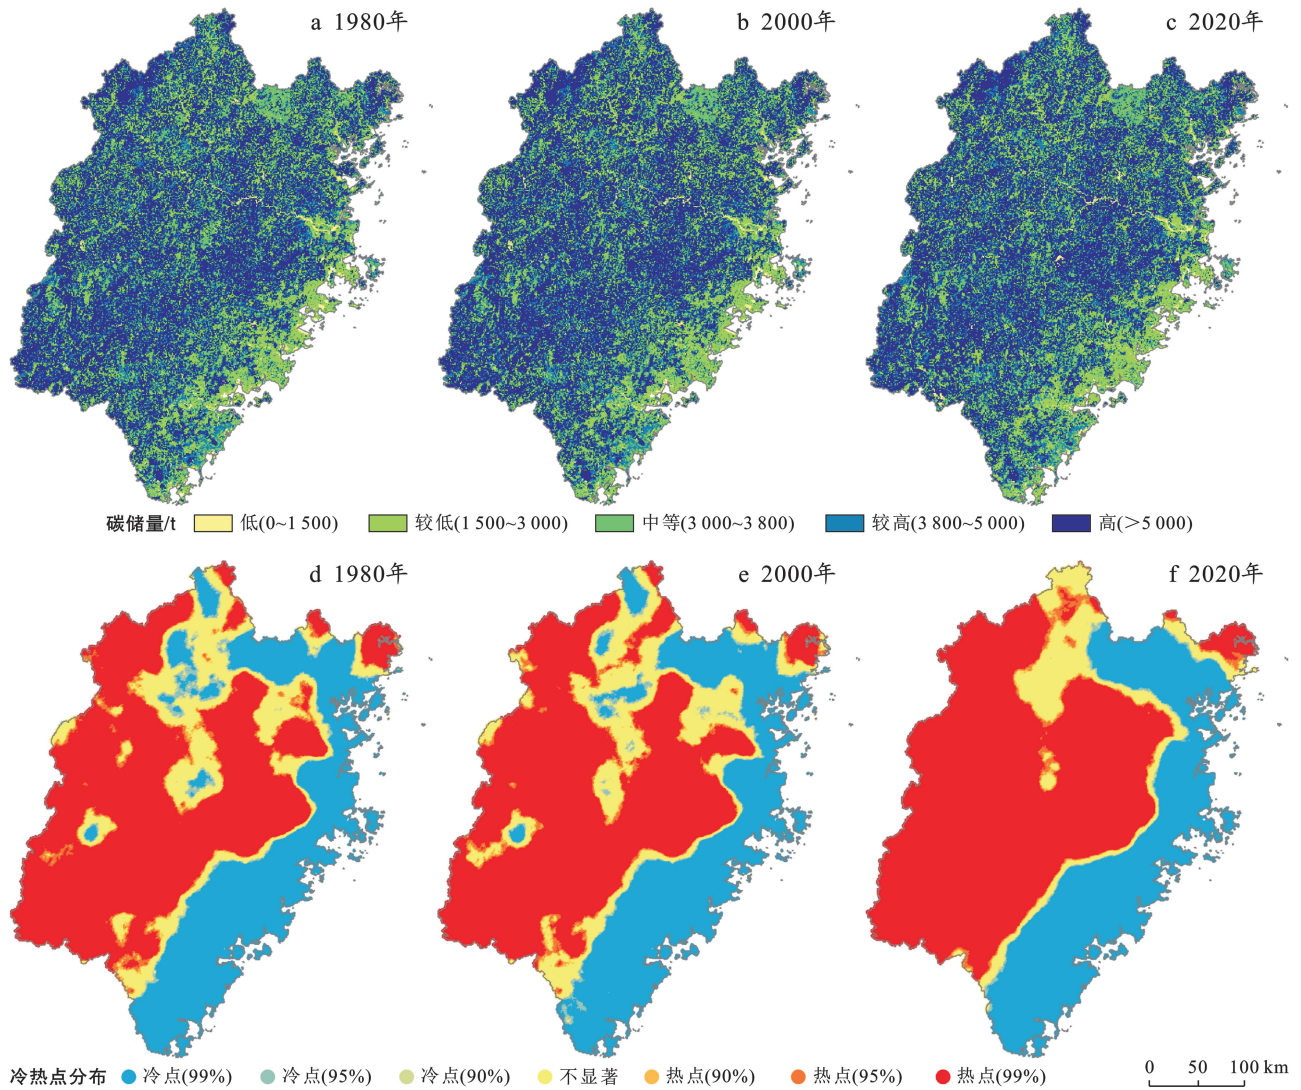 a 1980年
b 2000年
c 2020年
碳储量/t 低(0~1 500) 较低(1 500~3 000) 中等(3 000~3 800) 较高(3 800~5 000) 高(>5 000)
d 1980年
e 2000年
f 2020年
冷热点分布 冷点(99%) 冷点(95%) 冷点(90%) 不显著 热点(90%) 热点(95%) 热点(99%)
0 50 100 km